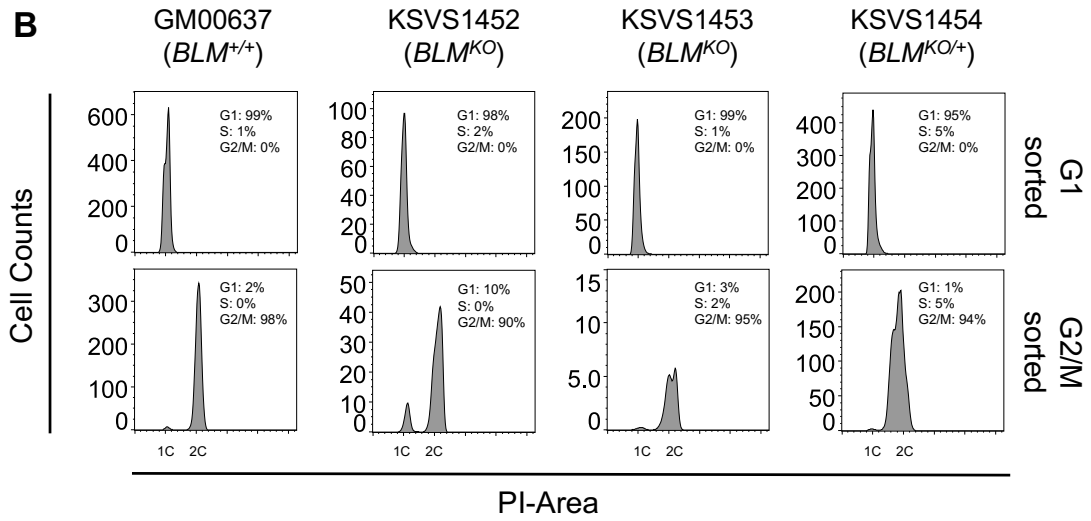 B
GM00637 KSVS1452 KSVS1453 KSVS1454
(BLM+/+) (BLMKO) (BLMKO) (BLMKO/+)
Cell Counts
600
400
200
0
G1: 99%
S: 1%
G2/M: 0%
100
80
60
40
20
0
G1: 98%
S: 2%
G2/M: 0%
200
150
100
50
0
G1: 99%
S: 1%
G2/M: 0%
400
300
200
100
0
G1: 95%
S: 5%
G2/M: 0%
G1
sorted
300
200
100
0
G1: 2%
S: 0%
G2/M: 98%
50
40
30
20
10
0
G1: 10%
S: 0%
G2/M: 90%
15
10
5.0
0
G1: 3%
S: 2%
G2/M: 95%
200
150
100
50
0
G1: 1%
S: 5%
G2/M: 94%
G2/M
sorted
1C 2C 1C 2C 1C 2C 1C 2C
PI-Area